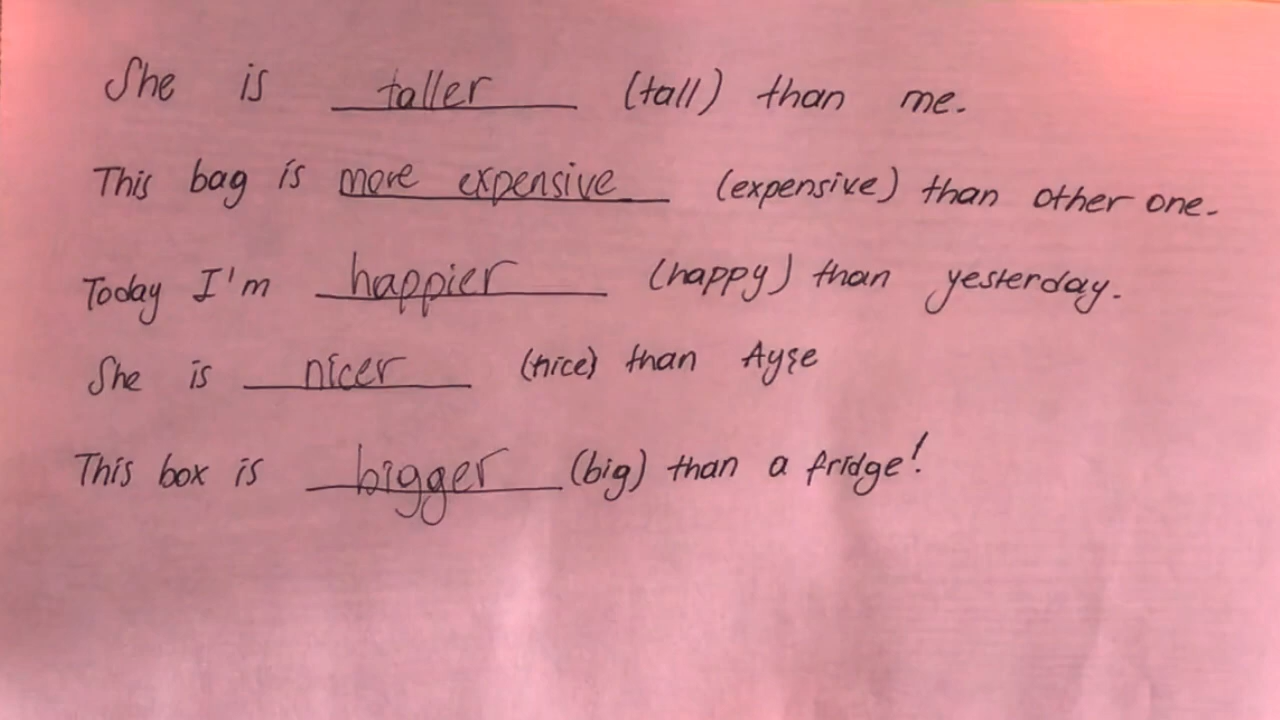 She is taller (tall) than me.
This bag is more expensive (expensive) than other one.
Today I'm happier (happy) than yesterday.
She is nicer (nice) than Ayşe
This box is bigger (big) than a fridge!